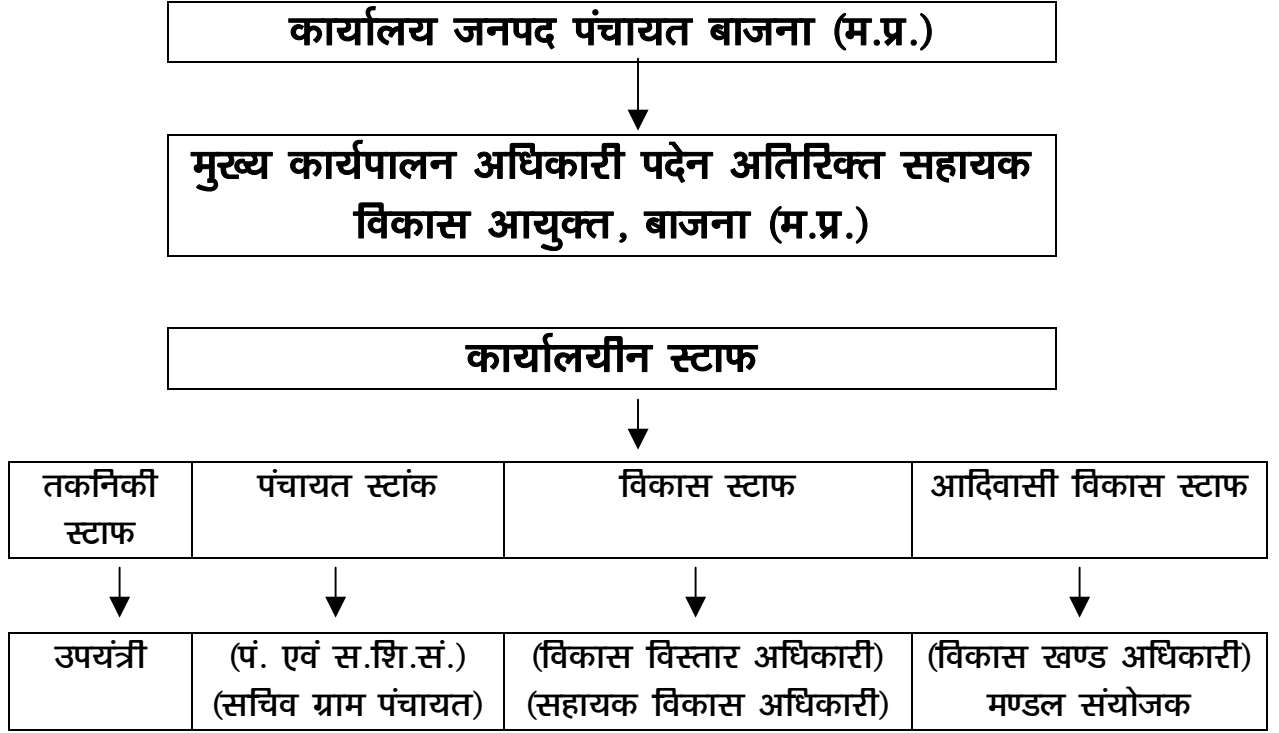 कार्यालय जनपद पंचायत बाजना (म.प्र.)
मुख्य कार्यपालन अधिकारी पदेन अतिरिक्त सहायक
विकास आयुक्त, बाजना (म.प्र.)
कार्यालयीन स्टाफ
तकनिकी
स्टाफ
पंचायत स्टांक
विकास स्टाफ
आदिवासी विकास स्टाफ
उपयंत्री
(पं. एवं स.शि.सं.)
(सचिव ग्राम पंचायत)
(विकास विस्तार अधिकारी)
(सहायक विकास अधिकारी)
(विकास खण्ड अधिकारी)
मण्डल संयोजक